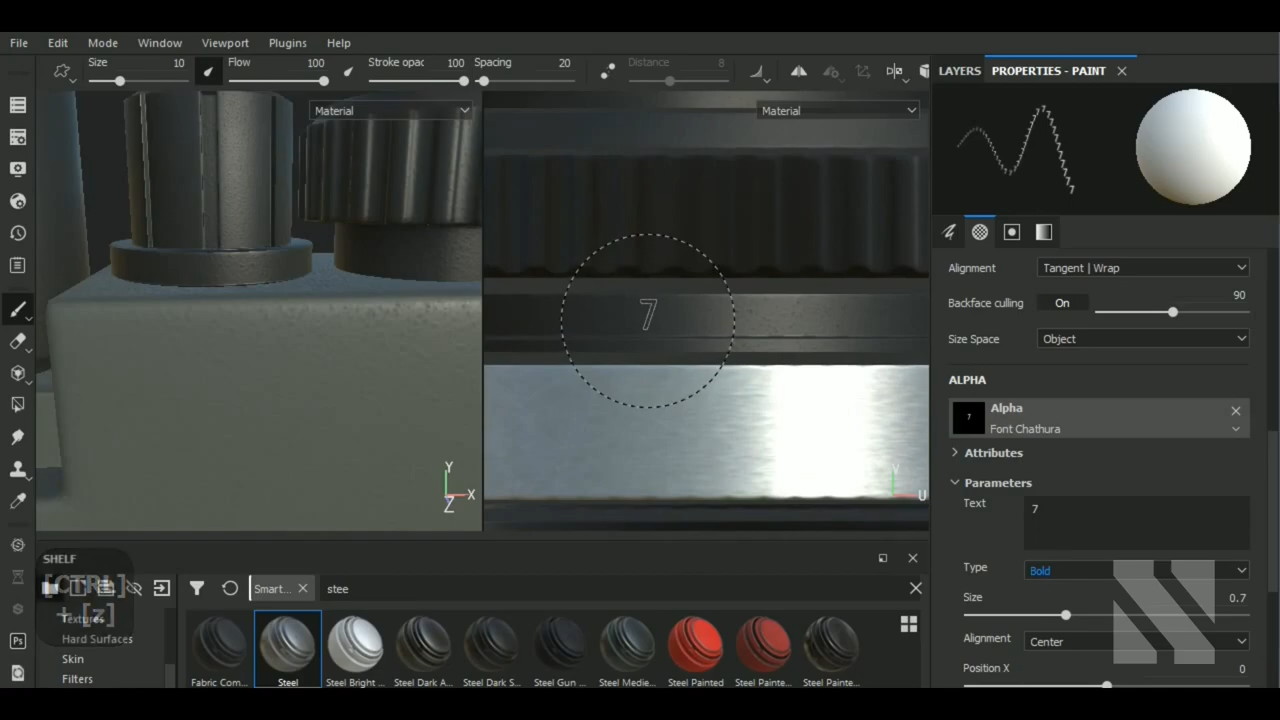 File Edit Mode Window Viewport Plugins Help
Size 10 Flow 100 Stroke opac 100 Spacing 20 Distance 8
LAYERS PROPERTIES - PAINT
Material Material
Alignment Tangent | Wrap
Backface culling On 90
Size Space Object
7
ALPHA
Alpha
Font Chathura
Attributes
Parameters
Text 7
Y
X
Z
U
Type Bold
Size 0.7
Alignment Center
Position X 0
SHELF
Smart... stee
[CTRL]
+ [z]
Textures
Hard Surfaces
Skin
Filters
Fabric Com... Steel Steel Bright ... Steel Dark A... Steel Dark S... Steel Gun ... Steel Medie... Steel Painted Steel Painte... Steel Painte...
Ps